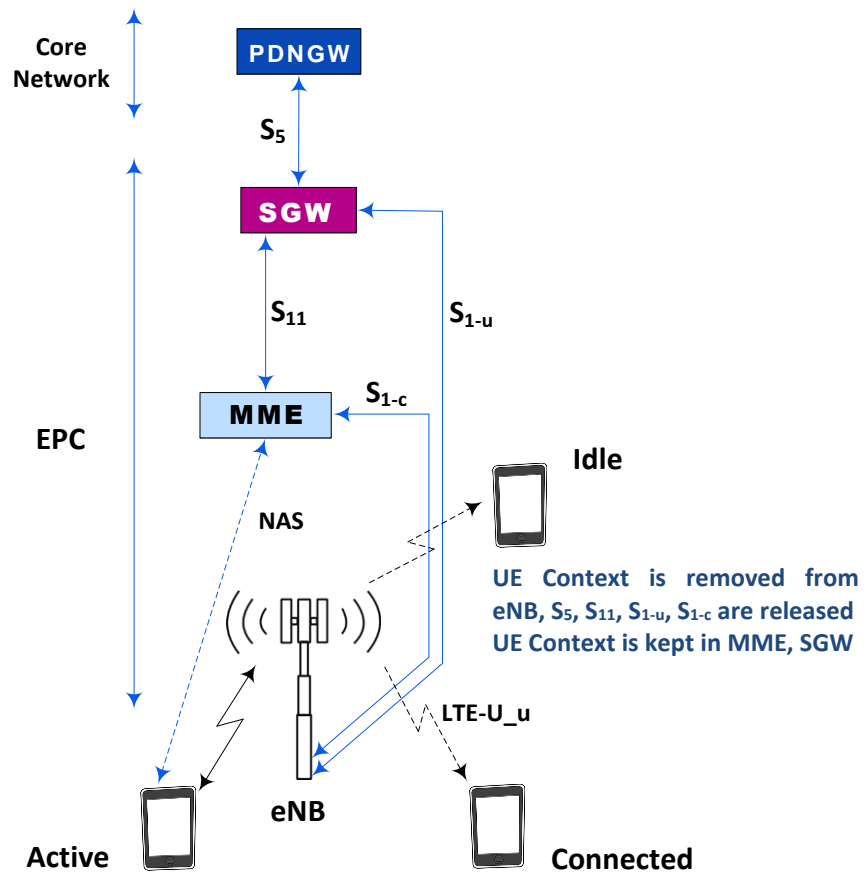 Core
Network
PDNGW
S5
SGW
S11
S1-u
MME
S1-c
EPC
Idle
NAS
UE Context is removed from
eNB, S5, S11, S1-u, S1-c are released
UE Context is kept in MME, SGW
LTE-U_u
eNB
Active
Connected